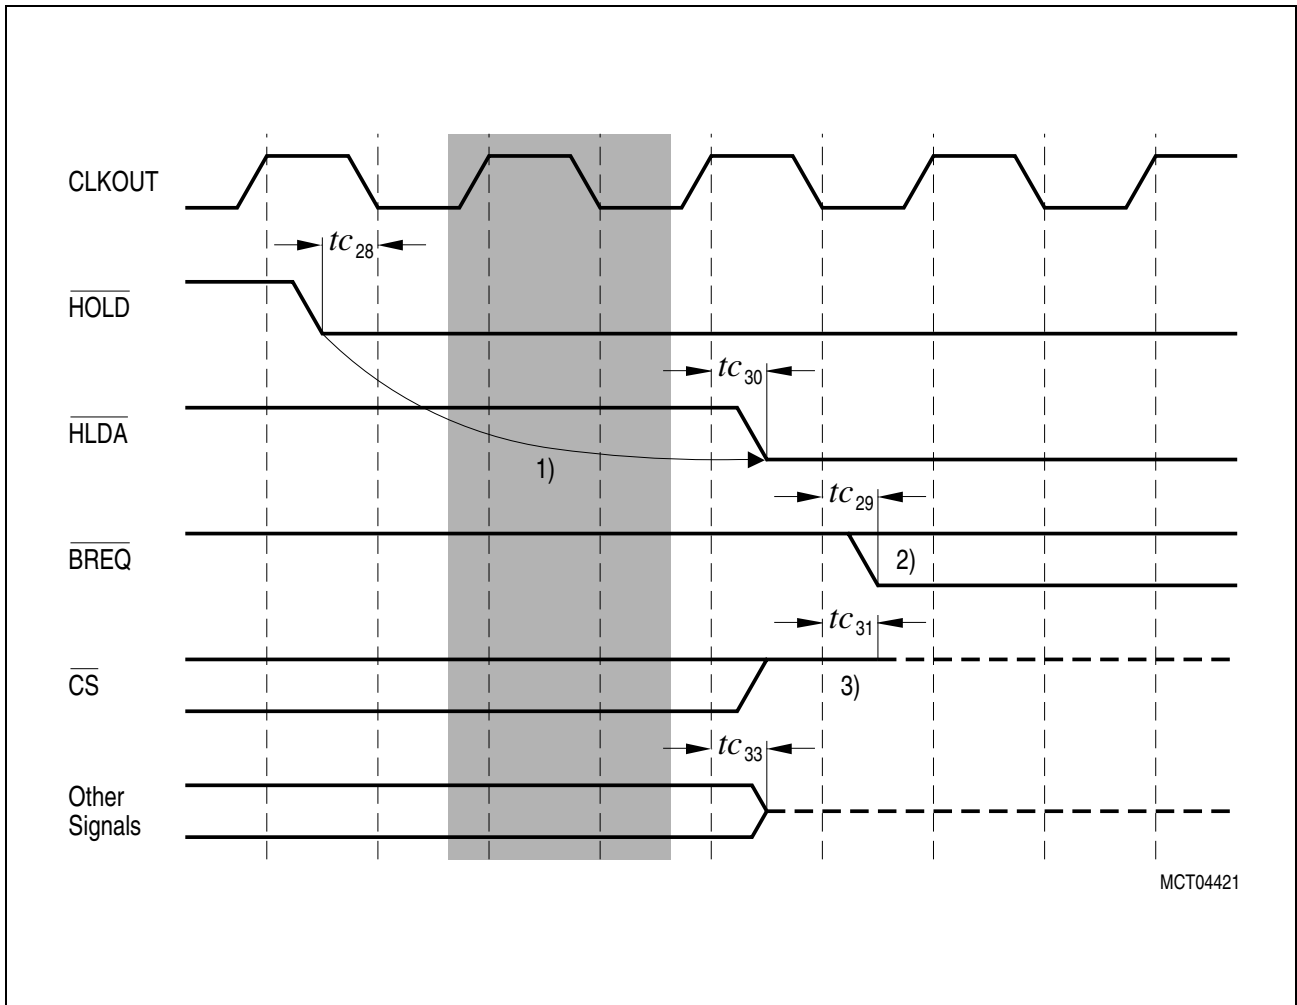 CLKOUT
tc28
HOLD
tc30
HLDA
1)
tc29
BREQ
2)
tc31
CS
3)
tc33
Other
Signals
MCT04421